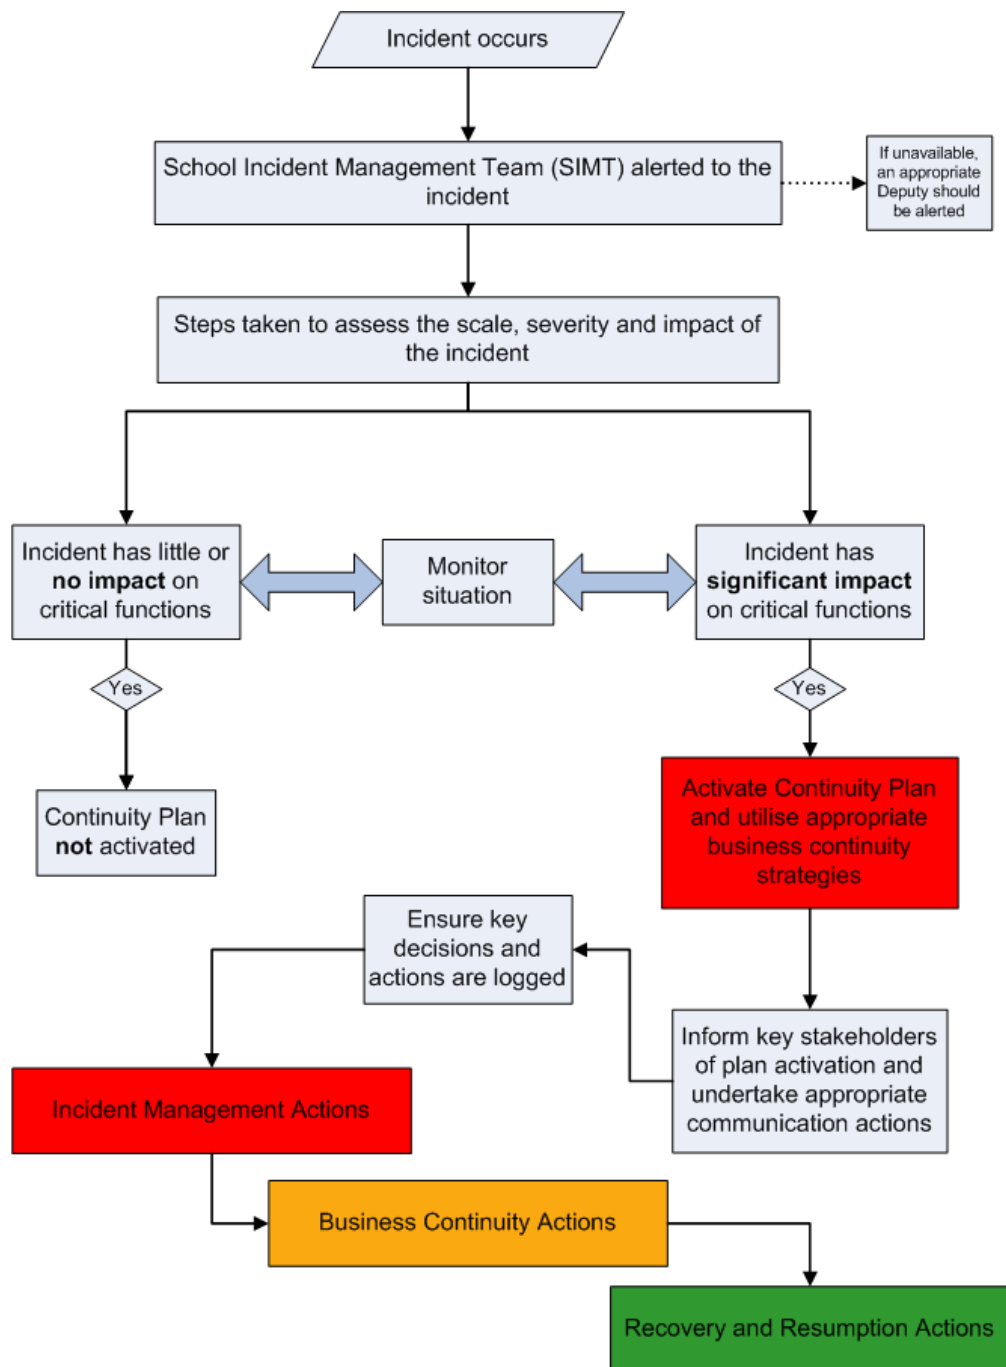 Incident occurs
School Incident Management Team (SIMT) alerted to the
incident
If unavailable,
an appropriate
Deputy should
be alerted
Steps taken to assess the scale, severity and impact of
the incident
Incident has little or
no impact on
critical functions
Monitor
situation
Incident has
significant impact
on critical functions
Yes
Yes
Continuity Plan
not activated
Activate Continuity Plan
and utilise appropriate
business continuity
strategies
Ensure key
decisions and
actions are logged
Inform key stakeholders
of plan activation and
undertake appropriate
communication actions
Incident Management Actions
Business Continuity Actions
Recovery and Resumption Actions